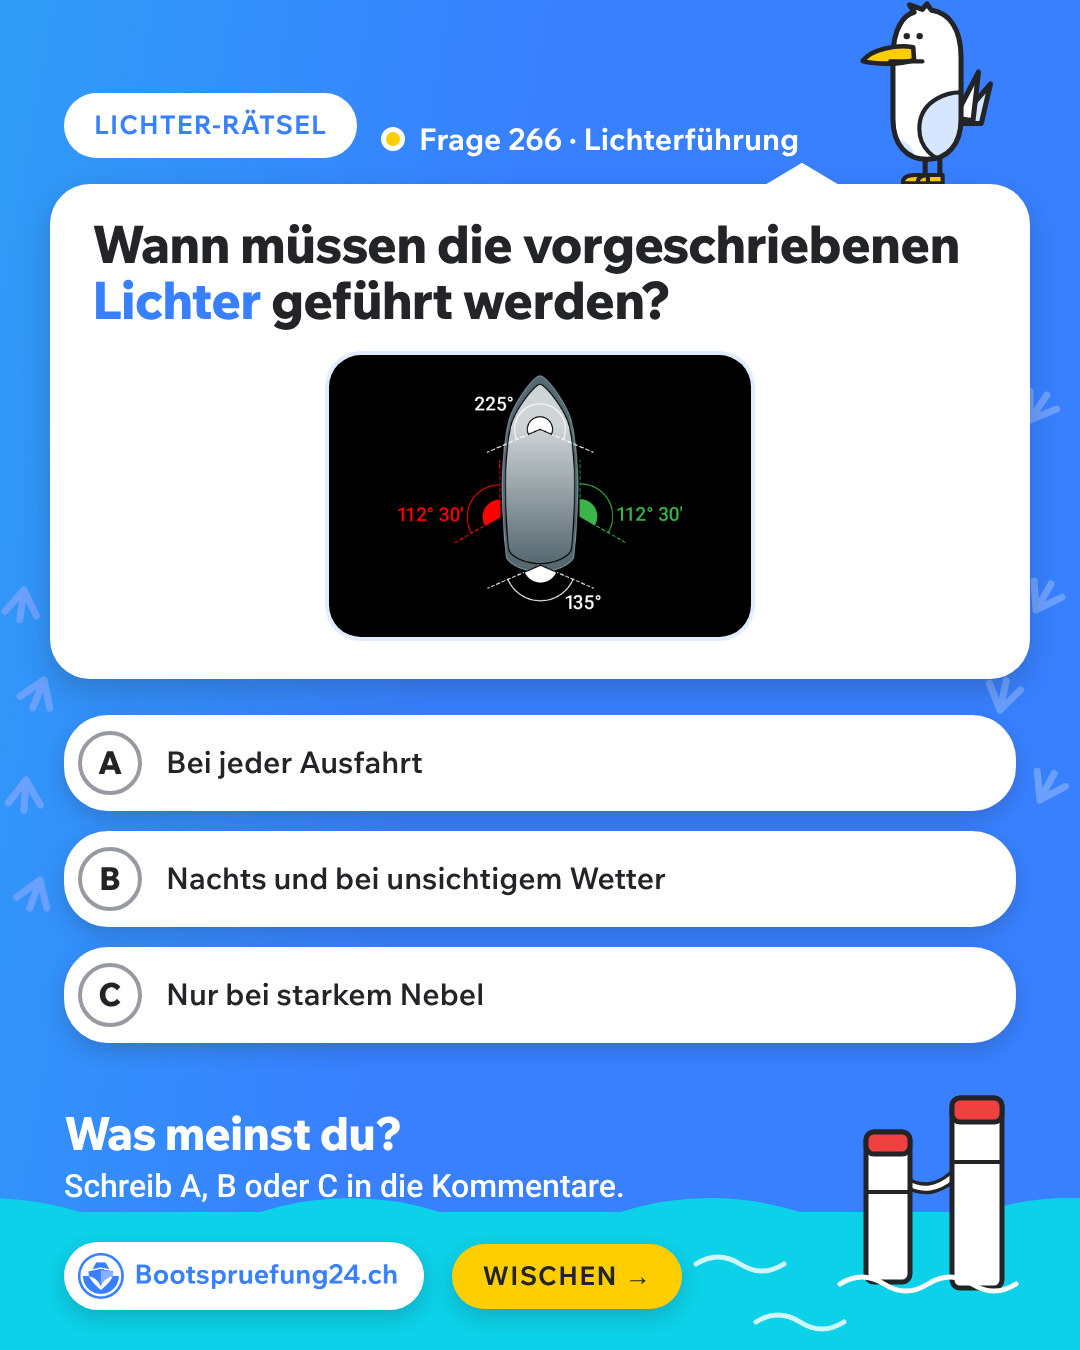 LICHTER-RÄTSEL
Frage 266 · Lichterführung
Wann müssen die vorgeschriebenen
Lichter geführt werden?
225°
112° 30'
112° 30'
135°
A
Bei jeder Ausfahrt
B
Nachts und bei unsichtigem Wetter
C
Nur bei starkem Nebel
Was meinst du?
Schreib A, B oder C in die Kommentare.
Bootspruefung24.ch
WISCHEN →